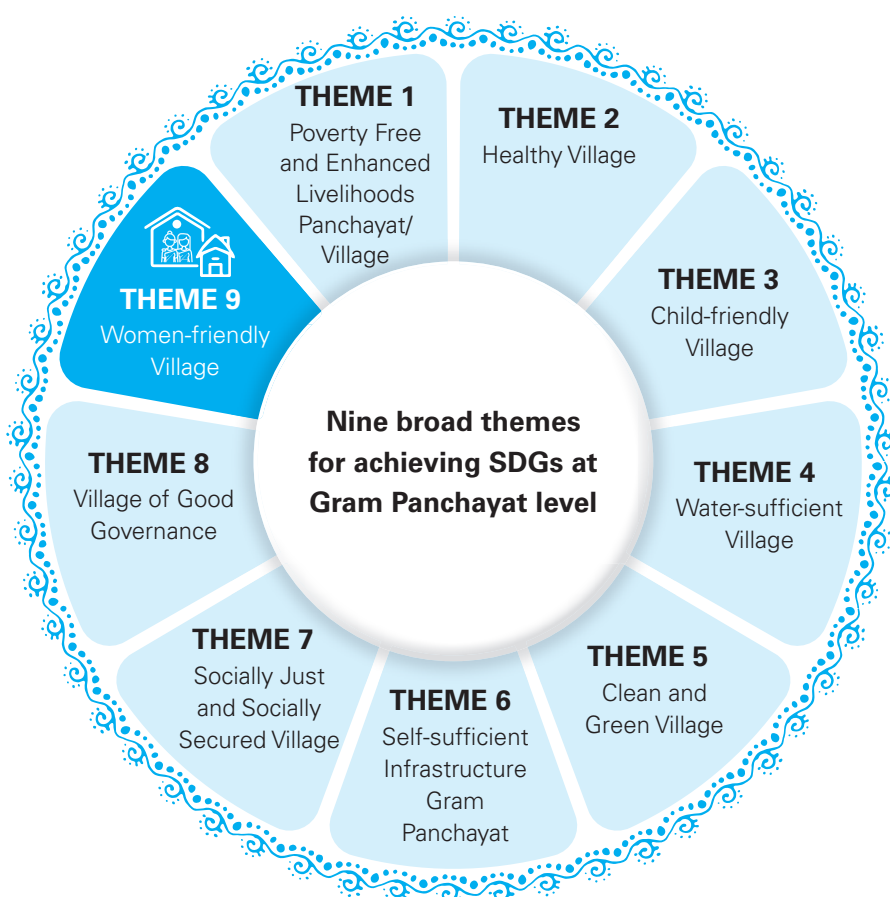 THEME 1
Poverty Free
and Enhanced
Livelihoods
Panchayat/
Village
THEME 2
Healthy Village
THEME 3
Child-friendly
Village
THEME 4
Water-sufficient
Village
THEME 5
Clean and
Green Village
THEME 6
Self-sufficient
Infrastructure
Gram
Panchayat
THEME 7
Socially Just
and Socially
Secured Village
THEME 8
Village of Good
Governance
THEME 9
Women-friendly
Village
Nine broad themes
for achieving SDGs at
Gram Panchayat level